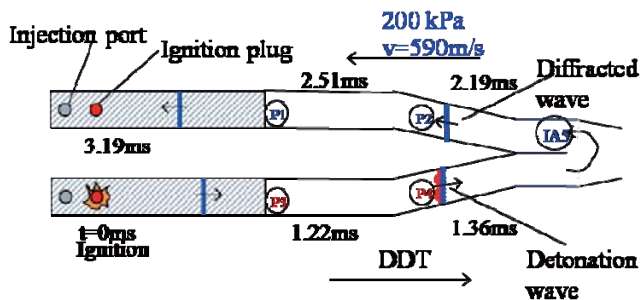 200 kPa
v=590m/s
Injection port
Ignition plug
2.51ms
2.19ms
Diffracted
wave
P1
P2
IA5
3.19ms
P3
P4
t=0ms
Ignition
1.22ms
1.36ms
DDT
Detonation
wave